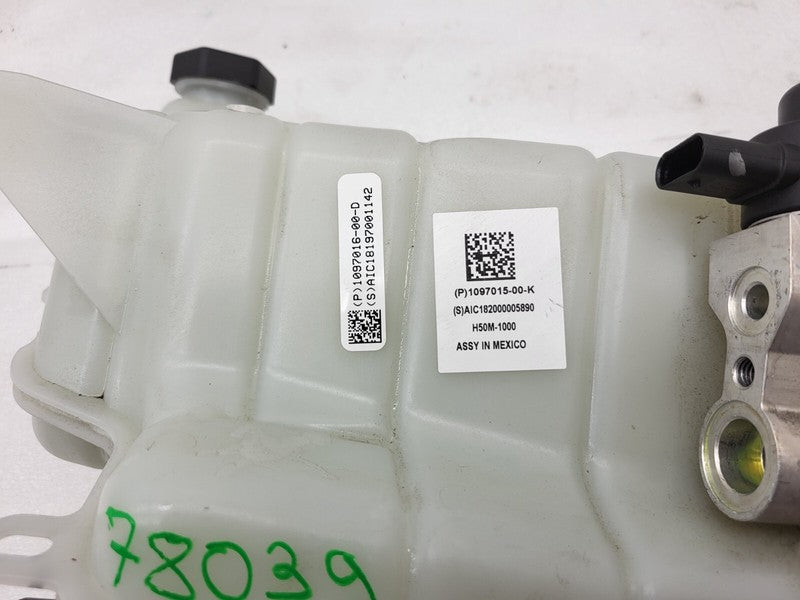 (P)1097016-00-D
(S)AIC18197001142
(P)1097015-00-K
(S)AIC182000005890
H50M-1000
ASSY IN MEXICO
78039